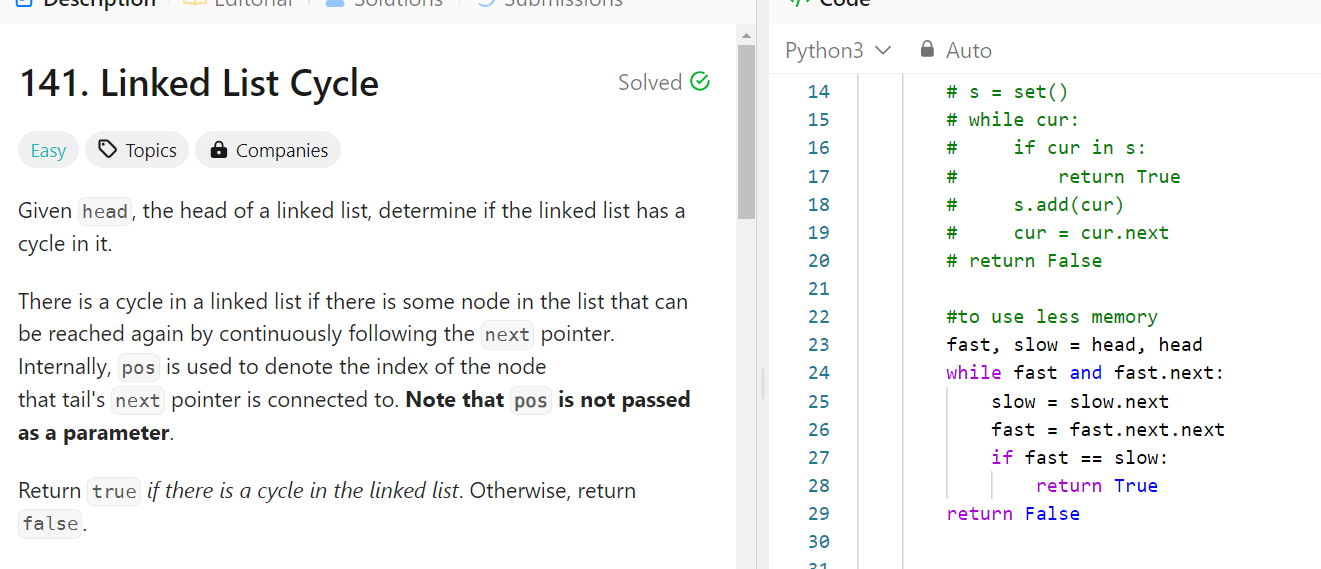 Description Editorial Solutions Submissions
Code
141. Linked List Cycle
Solved
Easy Topics Companies
Given head, the head of a linked list, determine if the linked list has a
cycle in it.
There is a cycle in a linked list if there is some node in the list that can
be reached again by continuously following the next pointer.
Internally, pos is used to denote the index of the node
that tail's next pointer is connected to. Note that pos is not passed
as a parameter.
Return true if there is a cycle in the linked list. Otherwise, return
false.
Python3 Auto
14 # s = set()
15 # while cur:
16 #     if cur in s:
17 #         return True
18 #     s.add(cur)
19 #     cur = cur.next
20 # return False
21
22 #to use less memory
23 fast, slow = head, head
24 while fast and fast.next:
25     slow = slow.next
26     fast = fast.next.next
27     if fast == slow:
28         return True
29 return False
30
31